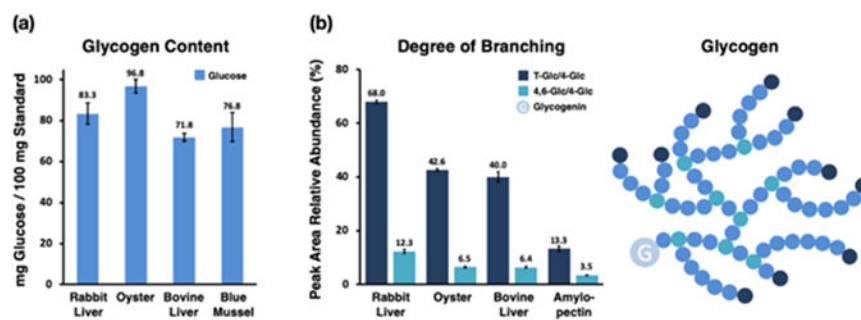 (a)
Glycogen Content
mg Glucose / 100 mg Standard
100
80
60
40
20
0
Glucose
83.3
96.8
71.8
76.8
Rabbit Liver
Oyster
Bovine Liver
Blue Mussel
(b)
Degree of Branching
Peak Area Relative Abundance (%)
80
60
40
20
0
T-Glc/4-Glc
4,6-Glc/4-Glc
G Glycogenin
68.0
12.3
42.6
6.5
40.0
6.4
13.3
3.5
Rabbit Liver
Oyster
Bovine Liver
Amylo-
pectin
Glycogen
G